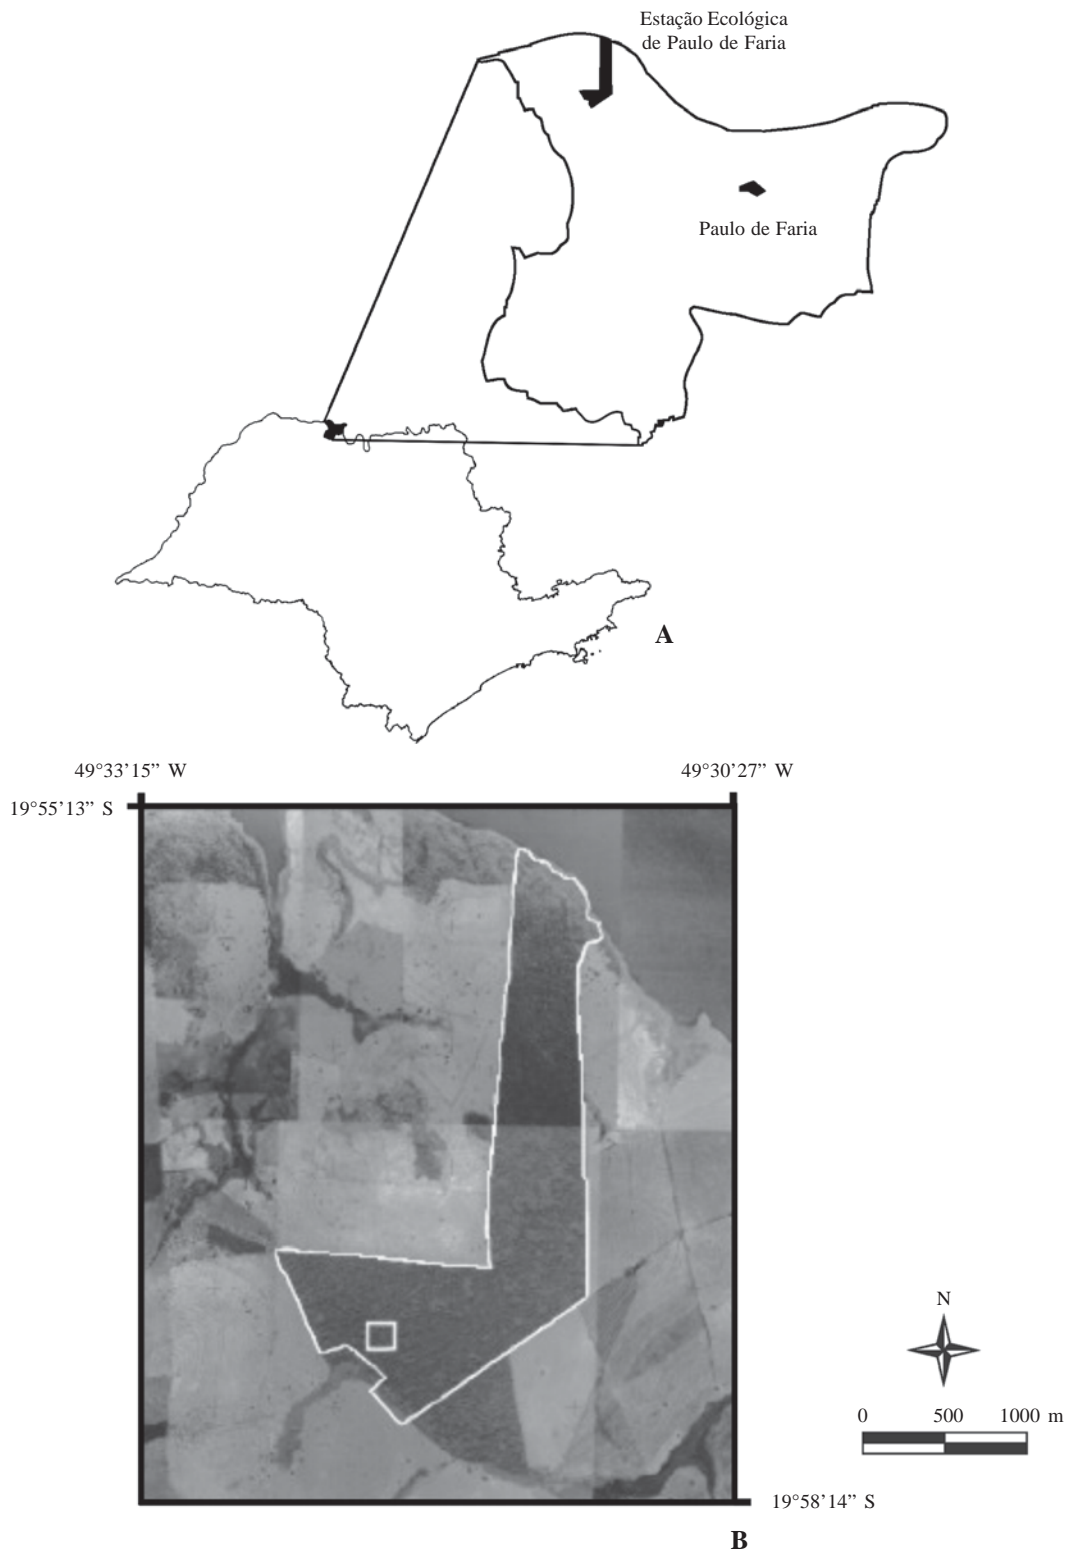 Estação Ecológica
de Paulo de Faria
Paulo de Faria
A
49°33’15” W
49°30’27” W
19°55’13” S
N
0 500 1000 m
19°58’14” S
B